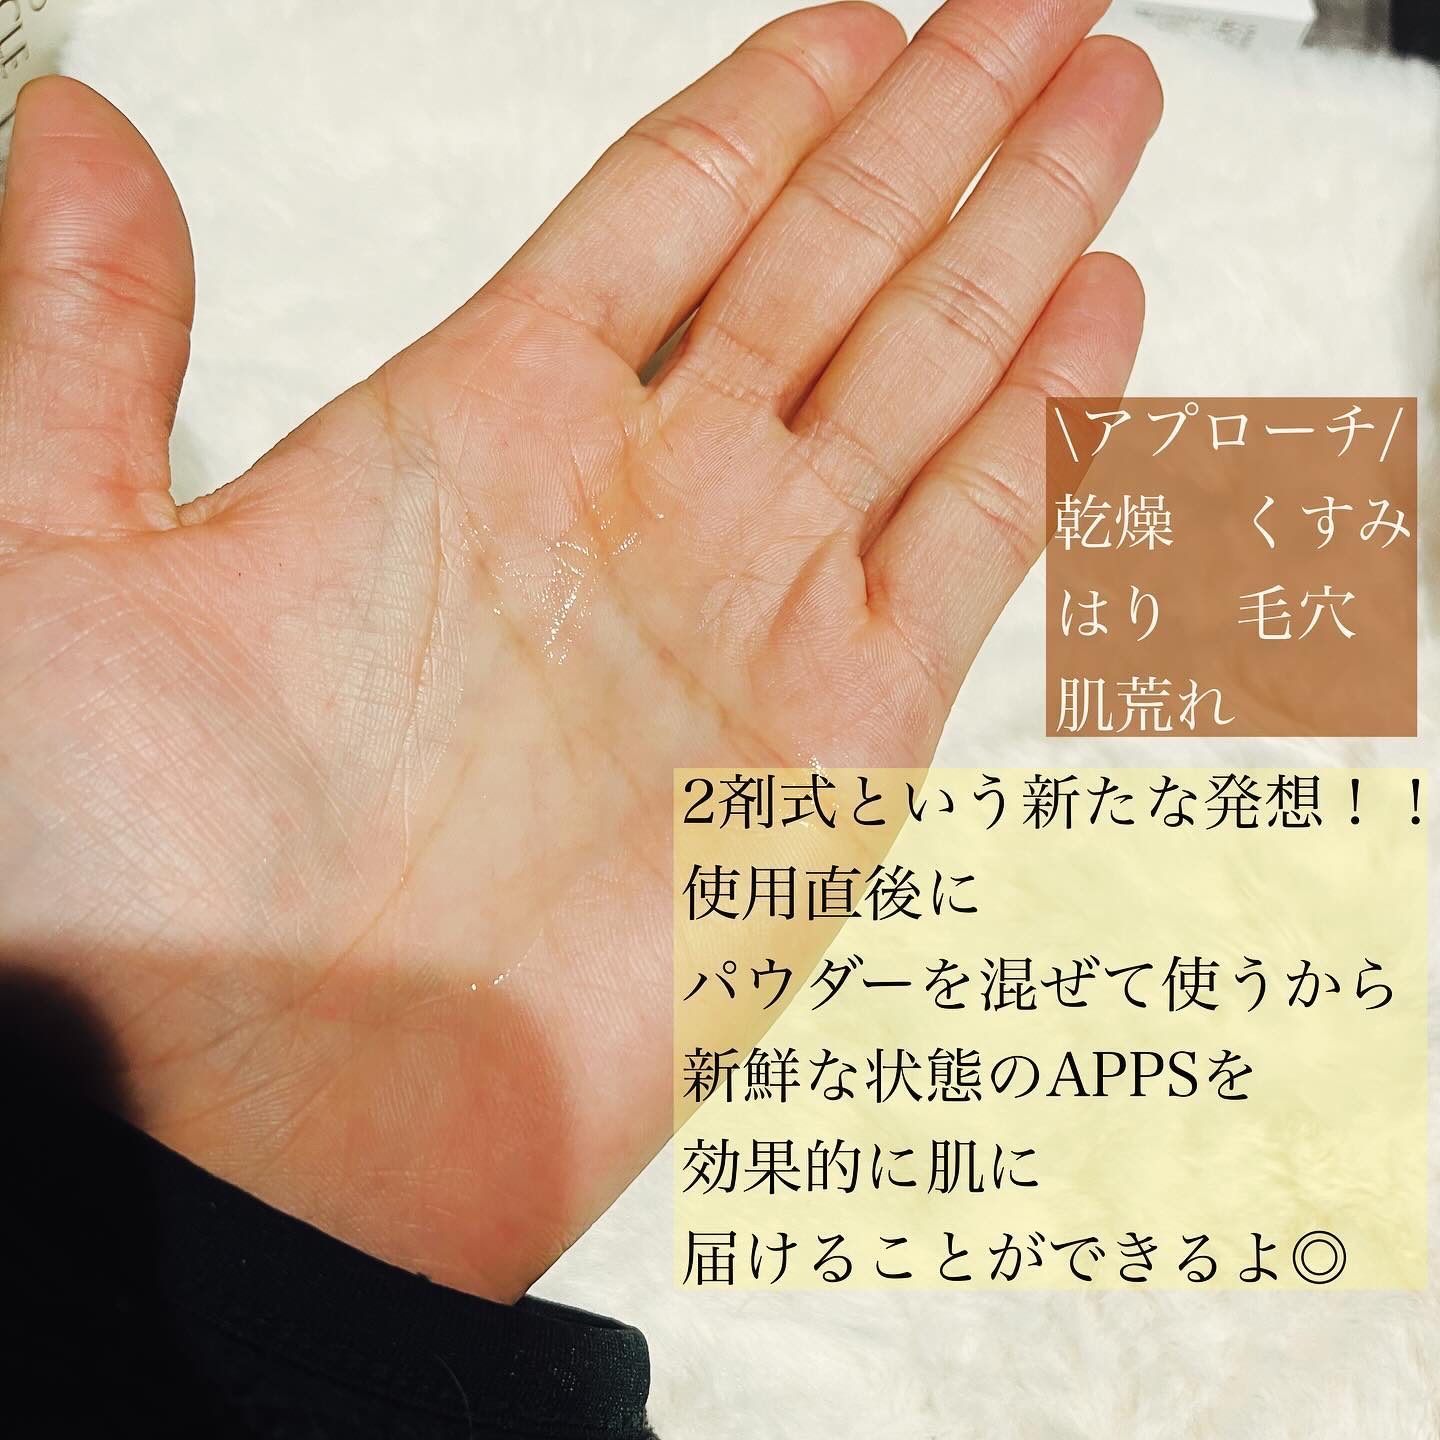 \アプローチ/
乾燥　くすみ
はり　毛穴
肌荒れ
2剤式という新たな発想！！
使用直後に
パウダーを混ぜて使うから
新鮮な状態のAPPSを
効果的に肌に
届けることができるよ◎